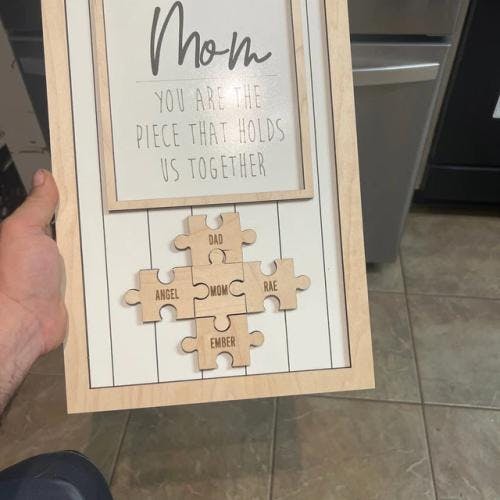 Mom
YOU ARE THE
PIECE THAT HOLDS
US TOGETHER
DAD
ANGEL MOM RAE
EMBER